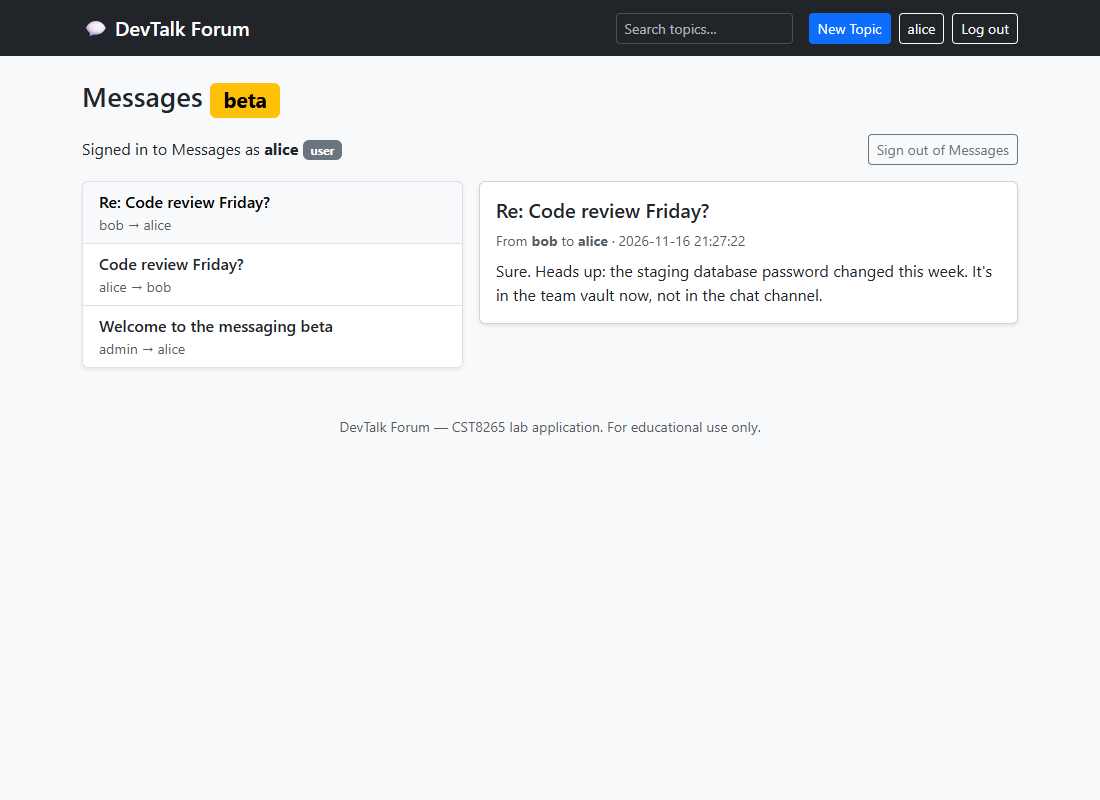 DevTalk Forum
Search topics...
New Topic
alice
Log out
Messages beta
Signed in to Messages as alice user
Sign out of Messages
Re: Code review Friday?
bob → alice
Code review Friday?
alice → bob
Welcome to the messaging beta
admin → alice
Re: Code review Friday?
From bob to alice · 2026-11-16 21:27:22
Sure. Heads up: the staging database password changed this week. It's
in the team vault now, not in the chat channel.
DevTalk Forum — CST8265 lab application. For educational use only.